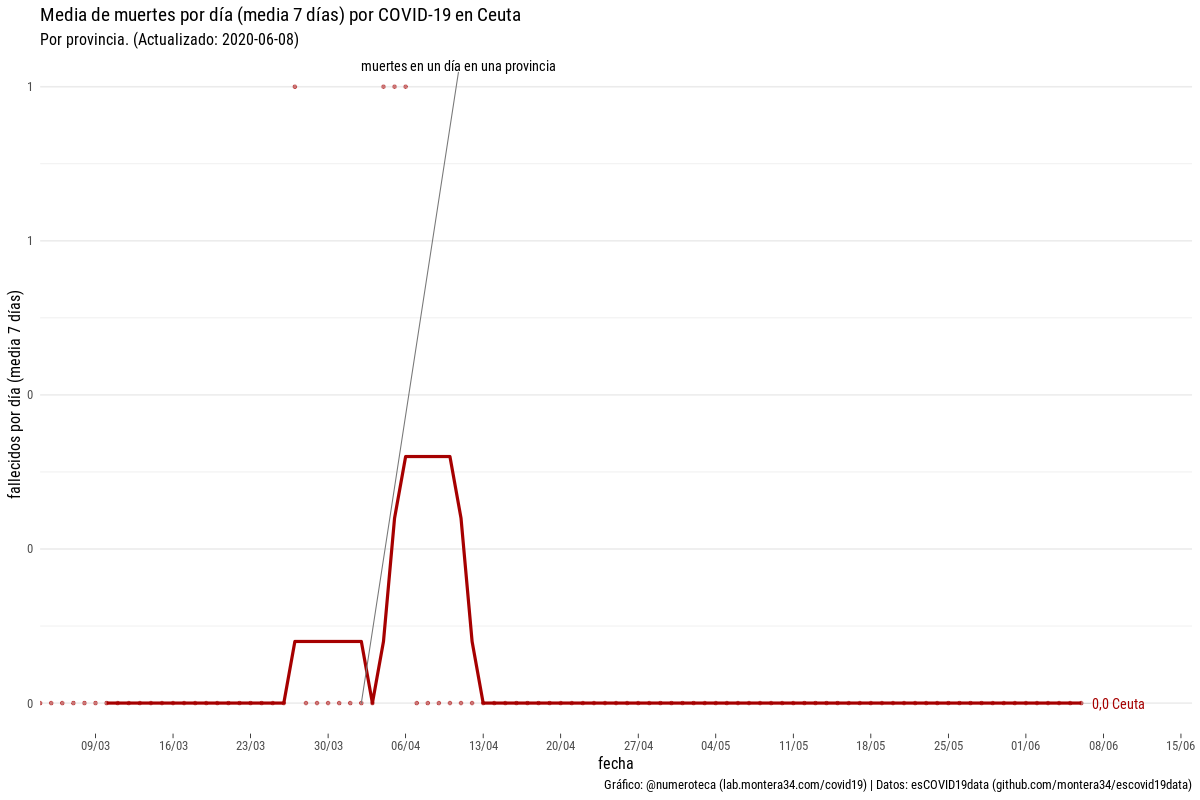 Media de muertes por día (media 7 días) por COVID-19 en Ceuta
Por provincia. (Actualizado: 2020-06-08)
muertes en un día en una provincia
1
1
0
0
0
fallecidos por día (media 7 días)
0,0 Ceuta
09/03 16/03 23/03 30/03 06/04 13/04 20/04 27/04 04/05 11/05 18/05 25/05 01/06 08/06 15/06
fecha
Gráfico: @numeroteca (lab.montera34.com/covid19) | Datos: esCOVID19data (github.com/montera34/escovid19data)